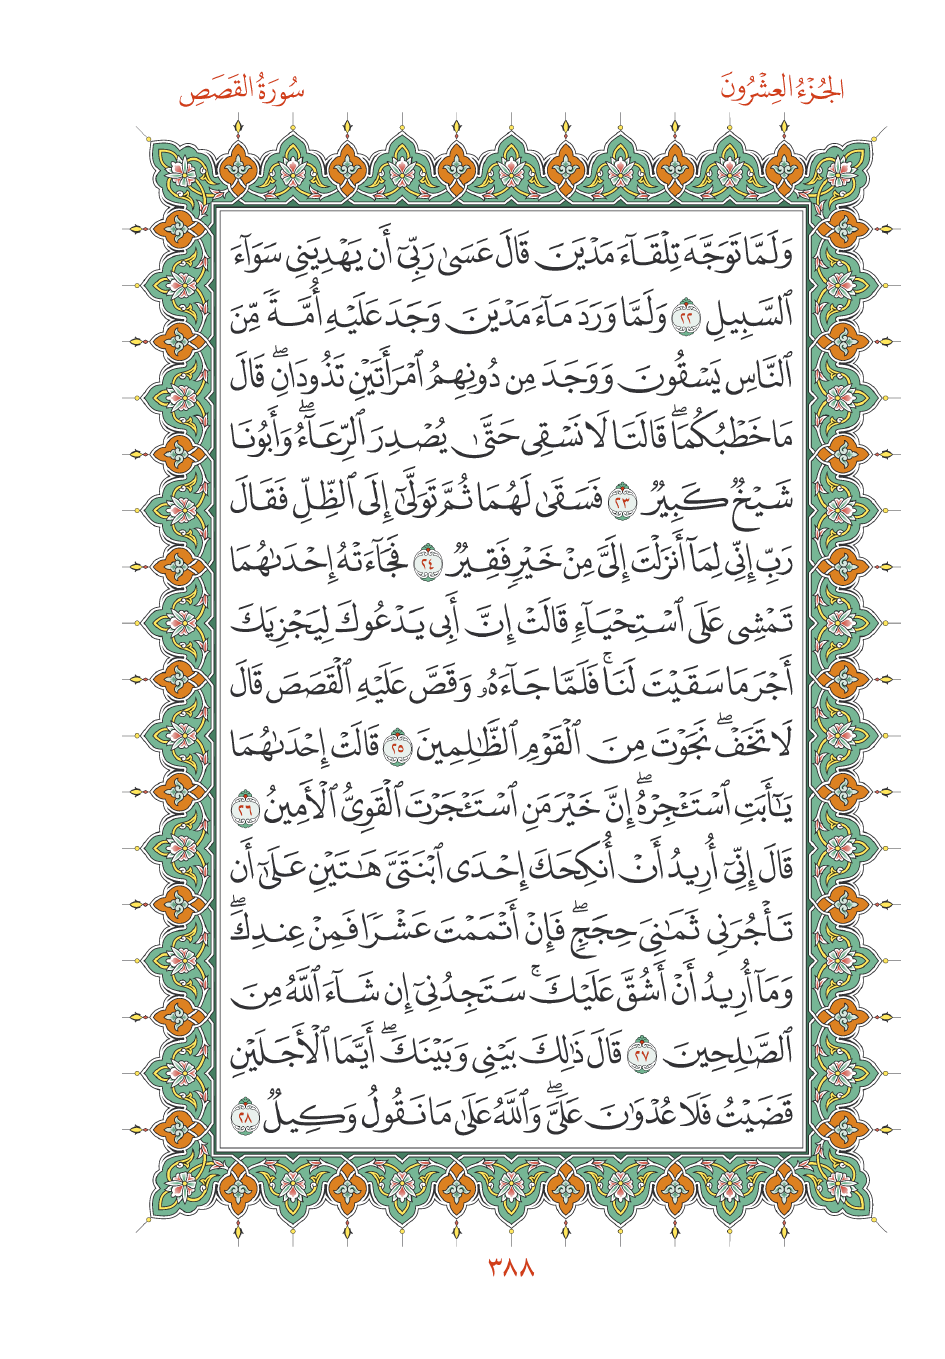 الجُزْءُ العِشْرُونَ
سُورَةُ القَصَصِ
وَلَمَّا تَوَجَّهَ تِلْقَآءَ مَدْيَنَ قَالَ عَسَىٰ رَبِّىٓ أَن يَهْدِيَنِى سَوَآءَ
ٱلسَّبِيلِ ٢٢ وَلَمَّا وَرَدَ مَآءَ مَدْيَنَ وَجَدَ عَلَيْهِ أُمَّةً مِّنَ
ٱلنَّاسِ يَسْقُونَ وَوَجَدَ مِن دُونِهِمُ ٱمْرَأَتَيْنِ تَذُودَانِۖ قَالَ
مَا خَطْبُكُمَاۖ قَالَتَا لَا نَسْقِى حَتَّىٰ يُصْدِرَ ٱلرِّعَآءُۖ وَأَبُونَا
شَيْخٌ كَبِيرٌ ٢٣ فَسَقَىٰ لَهُمَا ثُمَّ تَوَلَّىٰٓ إِلَى ٱلظِّلِّ فَقَالَ
رَبِّ إِنِّى لِمَآ أَنزَلْتَ إِلَىَّ مِنْ خَيْرٍ فَقِيرٌ ٢٤ فَجَآءَتْهُ إِحْدَىٰهُمَا
تَمْشِى عَلَى ٱسْتِحْيَآءٍ قَالَتْ إِنَّ أَبِى يَدْعُوكَ لِيَجْزِيَكَ
أَجْرَ مَا سَقَيْتَ لَنَاۚ فَلَمَّا جَآءَهُۥ وَقَصَّ عَلَيْهِ ٱلْقَصَصَ قَالَ
لَا تَخَفْۖ نَجَوْتَ مِنَ ٱلْقَوْمِ ٱلظَّٰلِمِينَ ٢٥ قَالَتْ إِحْدَىٰهُمَا
يَٰٓأَبَتِ ٱسْتَـْٔجِرْهُۖ إِنَّ خَيْرَ مَنِ ٱسْتَـْٔجَرْتَ ٱلْقَوِىُّ ٱلْأَمِينُ ٢٦
قَالَ إِنِّىٓ أُرِيدُ أَنْ أُنكِحَكَ إِحْدَى ٱبْنَتَىَّ هَٰتَيْنِ عَلَىٰٓ أَن
تَأْجُرَنِى ثَمَٰنِىَ حِجَجٍۖ فَإِنْ أَتْمَمْتَ عَشْرًا فَمِنْ عِندِكَۖ
وَمَآ أُرِيدُ أَنْ أَشُقَّ عَلَيْكَۚ سَتَجِدُنِىٓ إِن شَآءَ ٱللَّهُ مِنَ
ٱلصَّٰلِحِينَ ٢٧ قَالَ ذَٰلِكَ بَيْنِى وَبَيْنَكَۖ أَيَّمَا ٱلْأَجَلَيْنِ
قَضَيْتُ فَلَا عُدْوَٰنَ عَلَىَّۖ وَٱللَّهُ عَلَىٰ مَا نَقُولُ وَكِيلٌ ٢٨
٣٨٨